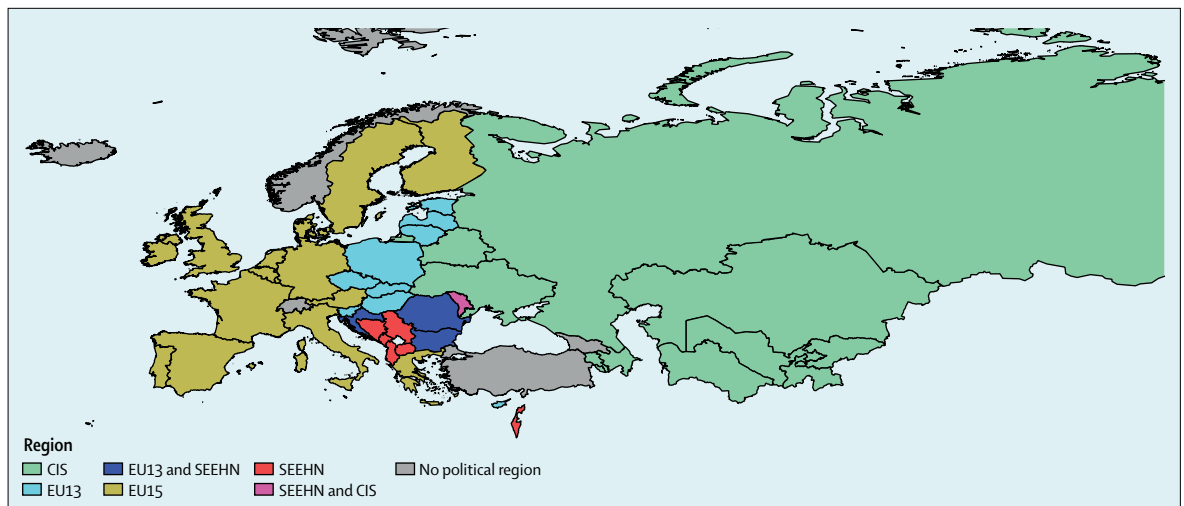 Region
CIS
EU13 and SEEHN
SEEHN
No political region
EU13
EU15
SEEHN and CIS